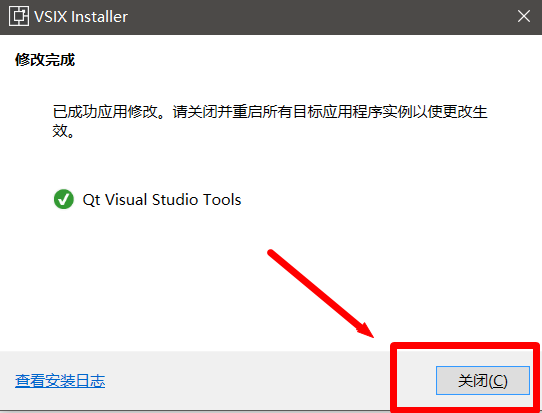 VSIX Installer
修改完成
已成功应用修改。请关闭并重启所有目标应用程序实例以使更改生
效。
Qt Visual Studio Tools
查看安装日志
关闭(C)